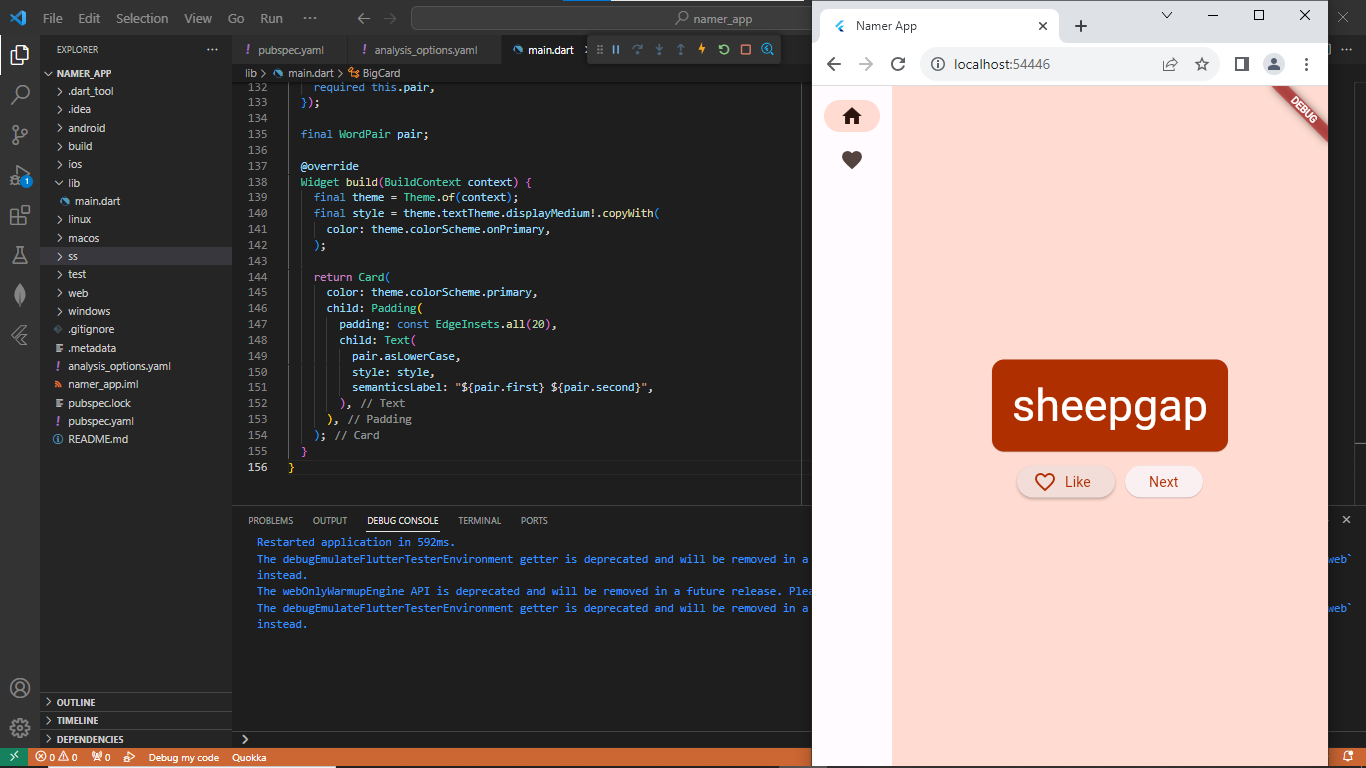 File Edit Selection View Go Run ···
namer_app
EXPLORER
NAMER_APP
.dart_tool
.idea
android
build
ios
lib
main.dart
linux
macos
ss
test
web
windows
.gitignore
.metadata
analysis_options.yaml
namer_app.iml
pubspec.lock
pubspec.yaml
README.md
OUTLINE
TIMELINE
DEPENDENCIES
1
pubspec.yaml analysis_options.yaml main.dart
lib > main.dart > BigCard
132 required this.pair,
133 });
134
135 final WordPair pair;
136
137 @override
138 Widget build(BuildContext context) {
139 final theme = Theme.of(context);
140 final style = theme.textTheme.displayMedium!.copyWith(
141 color: theme.colorScheme.onPrimary,
142 );
143
144 return Card(
145 color: theme.colorScheme.primary,
146 child: Padding(
147 padding: const EdgeInsets.all(20),
148 child: Text(
149 pair.asLowerCase,
150 style: style,
151 semanticsLabel: "${pair.first} ${pair.second}",
152 ), // Text
153 ), // Padding
154 ); // Card
155 }
156 }
PROBLEMS OUTPUT DEBUG CONSOLE TERMINAL PORTS
Restarted application in 592ms.
The debugEmulateFlutterTesterEnvironment getter is deprecated and will be removed in a web`
instead.
The webOnlyWarmupEngine API is deprecated and will be removed in a future release. Plea
The debugEmulateFlutterTesterEnvironment getter is deprecated and will be removed in a web`
instead.
0 0 0 Debug my code Quokka
Namer App
localhost:54446
DEBUG
sheepgap
Like Next